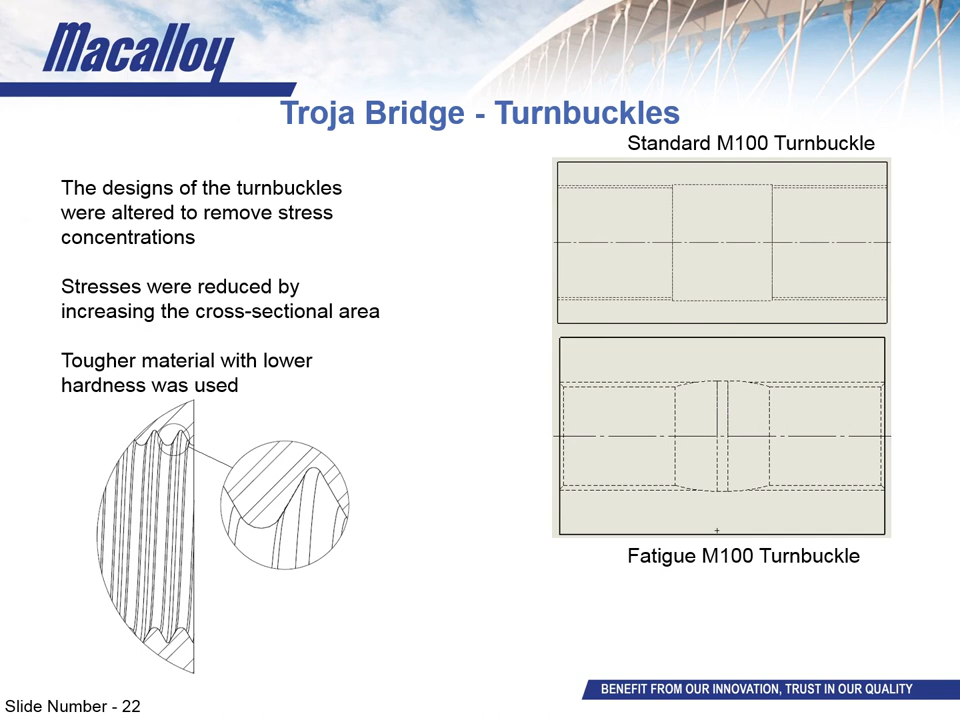 Macalloy
Troja Bridge - Turnbuckles
Standard M100 Turnbuckle
The designs of the turnbuckles
were altered to remove stress
concentrations
Stresses were reduced by
increasing the cross-sectional area
Tougher material with lower
hardness was used
Fatigue M100 Turnbuckle
BENEFIT FROM OUR INNOVATION, TRUST IN OUR QUALITY
Slide Number - 22